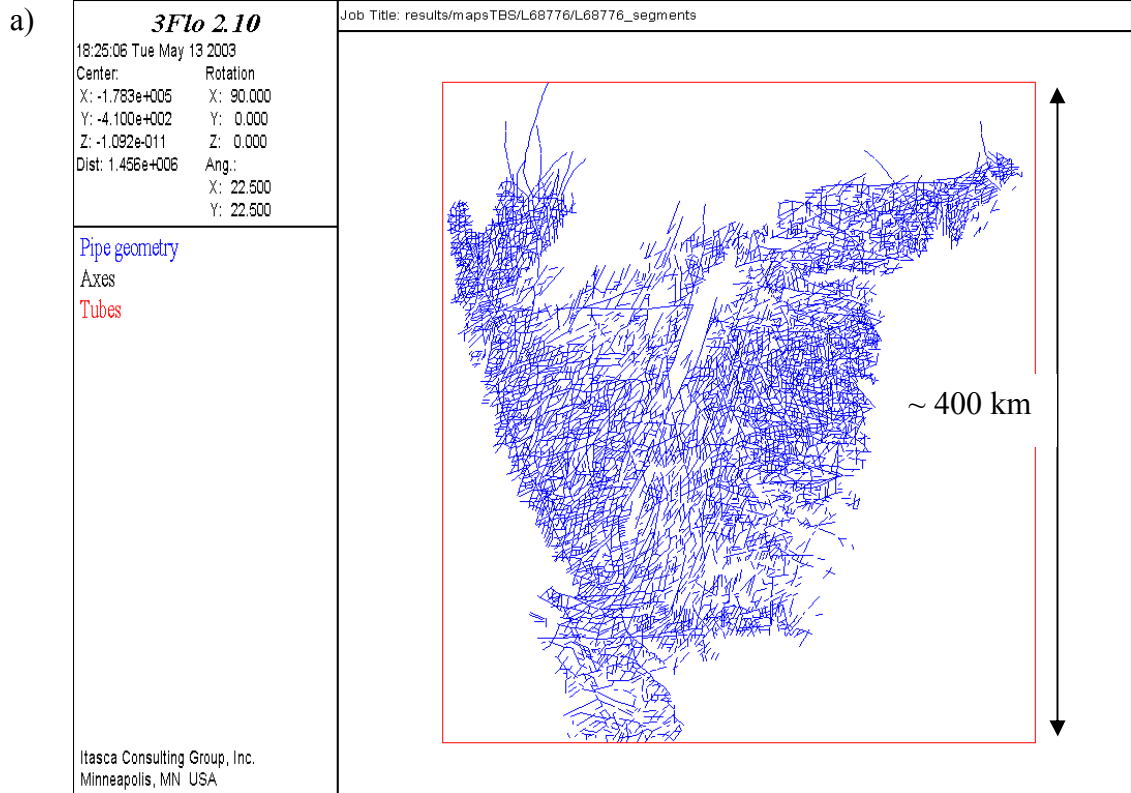 a)
3Flo 2.10
Job Title: results/mapsTBS/L68776/L68776_segments
18:25:06 Tue May 13 2003
Center: Rotation
X: -1.783e+005 X: 90.000
Y: -4.100e+002 Y: 0.000
Z: -1.092e-011 Z: 0.000
Dist: 1.456e+006 Ang.:
X: 22.500
Y: 22.500
Pipe geometry
Axes
Tubes
~ 400 km
Itasca Consulting Group, Inc.
Minneapolis, MN USA